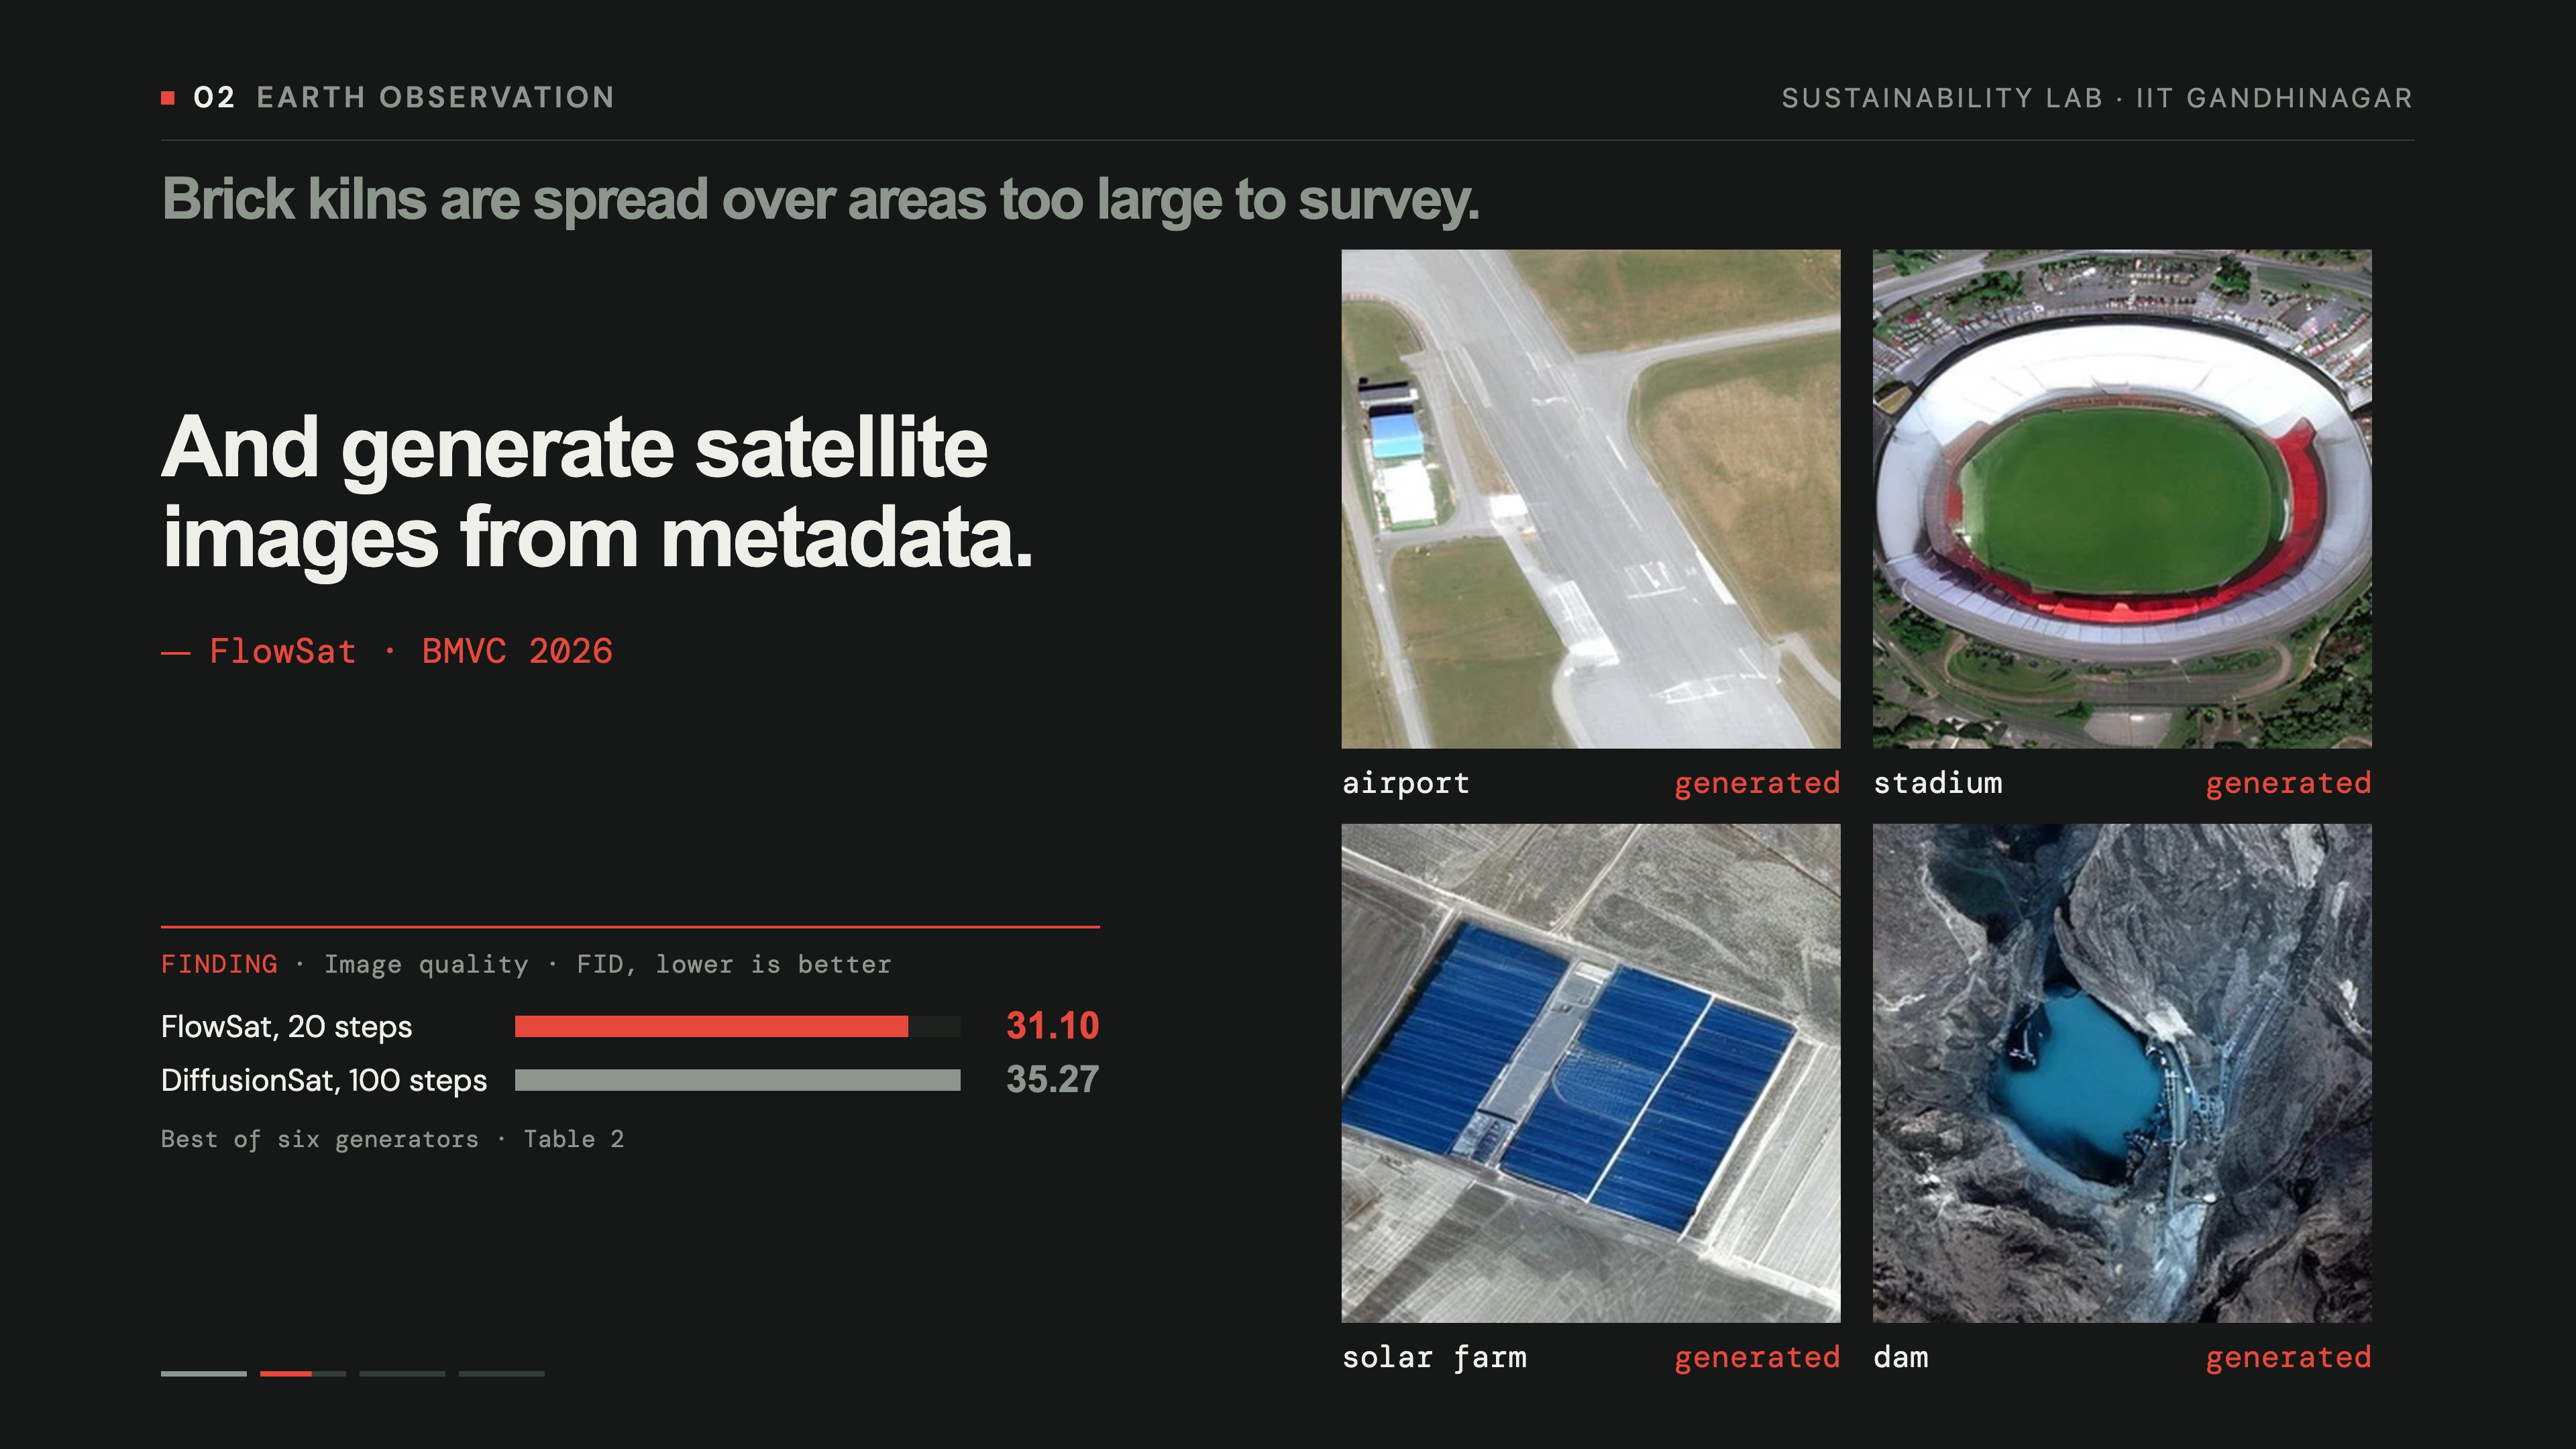 02 EARTH OBSERVATION
SUSTAINABILITY LAB · IIT GANDHINAGAR
Brick kilns are spread over areas too large to survey.
And generate satellite
images from metadata.
— FlowSat · BMVC 2026
FINDING · Image quality · FID, lower is better
FlowSat, 20 steps 31.10
DiffusionSat, 100 steps 35.27
Best of six generators · Table 2
airport generated
stadium generated
solar farm generated
dam generated